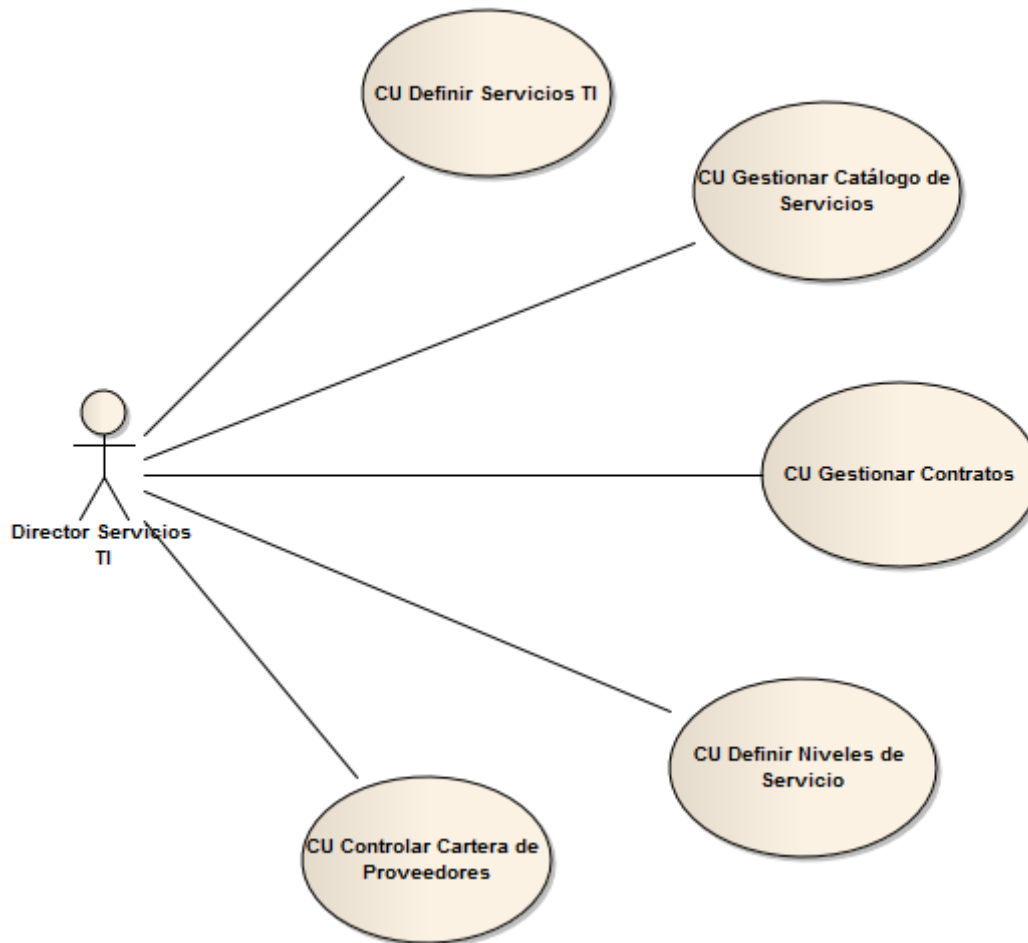 CU Definir Servicios TI
CU Gestionar Catálogo de
Servicios
CU Gestionar Contratos
Director Servicios
TI
CU Definir Niveles de
Servicio
CU Controlar Cartera de
Proveedores